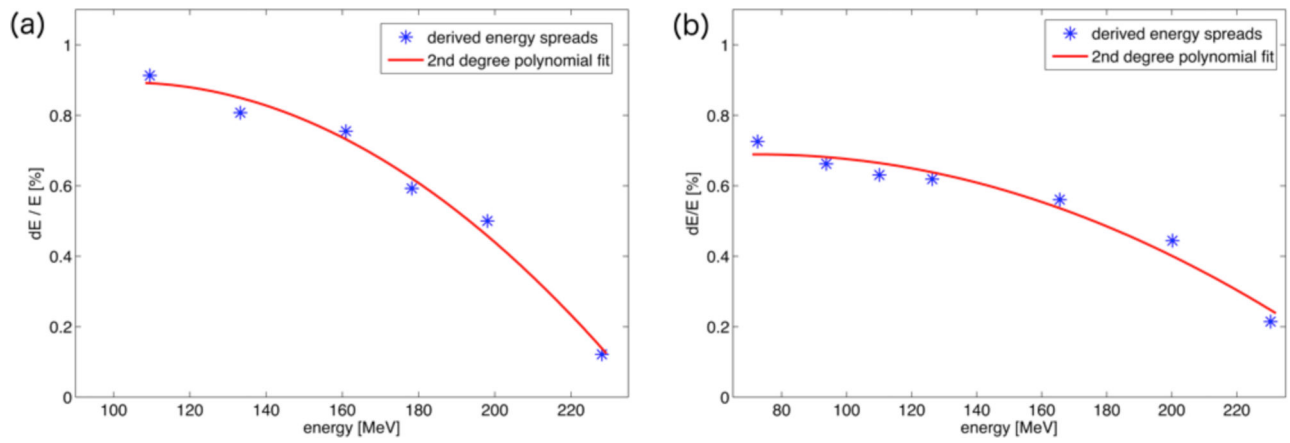 (a)
derived energy spreads
2nd degree polynomial fit
1
0.8
0.6
0.4
0.2
0
dE / E [%]
100 120 140 160 180 200 220
energy [MeV]
(b)
derived energy spreads
2nd degree polynomial fit
1
0.8
0.6
0.4
0.2
0
dE/E [%]
80 100 120 140 160 180 200 220
energy [MeV]